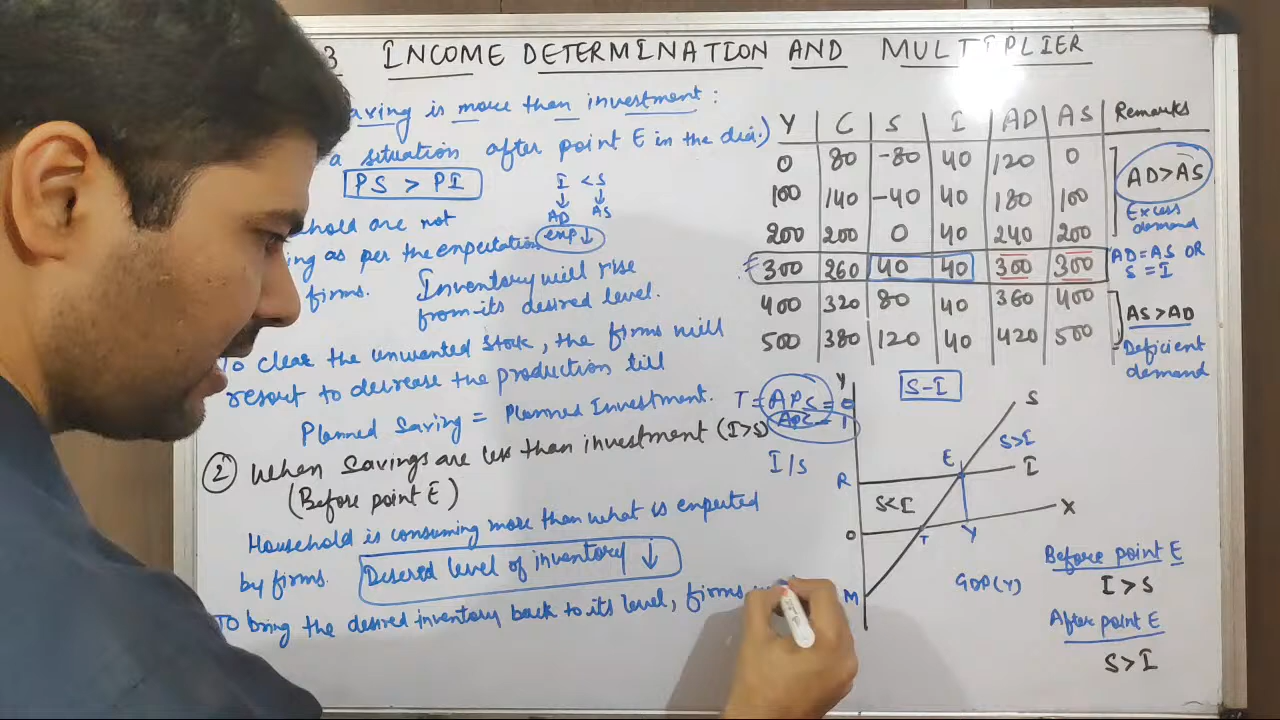 3 INCOME DETERMINATION AND MULTIPLIER
aving is more than investment :
a situation after point E in the dia.)
PS > PI
I < S
AD AS
emp ↓
hold are not
ing as per the expectation
firms. Inventory will rise
from its desired level.
To clear the unwanted stock, the firms will
resort to decrease the production till
Planned Saving = Planned Investment.
② When Savings are less than investment (I>S)
(Before point E)
Household is consuming more than what is expected
by firms. Desired level of inventory ↓
To bring the desired inventory back to its level, firms
Y C S I AD AS Remarks
0 80 -80 40 120 0
100 140 -40 40 180 100
200 200 0 40 240 200
300 260 40 40 300 300
400 320 80 40 360 400
500 380 120 40 420 500
AD>AS
Excess
demand
AD=AS OR
S = I
AS>AD
Deficient
demand
S-I
T = APS = 0
APC = 1
I/S
Y
S
S>I
E
I
R
S<I
X
O
T
Y
M
GDP(Y)
Before point E
I>S
After point E
S>I